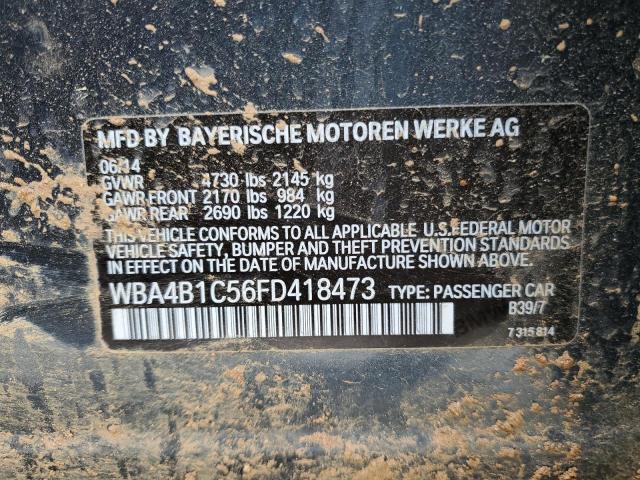 MFD BY BAYERISCHE MOTOREN WERKE AG
06/14
GVWR 4730 lbs 2145 kg
GAWR FRONT 2170 lbs 984 kg
GAWR REAR 2690 lbs 1220 kg
THIS VEHICLE CONFORMS TO ALL APPLICABLE U.S. FEDERAL MOTOR
VEHICLE SAFETY, BUMPER AND THEFT PREVENTION STANDARDS
IN EFFECT ON THE DATE OF MANUFACTURE SHOWN ABOVE.
WBA4B1C56FD418473 TYPE: PASSENGER CAR
B39/7
7 315 814